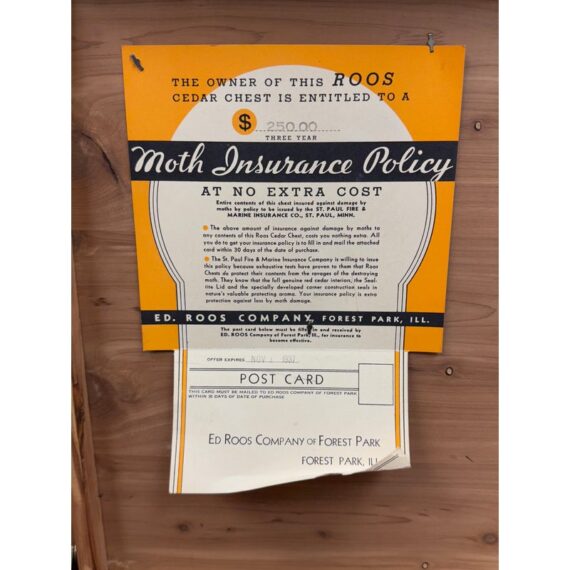 THE OWNER OF THIS ROOS
CEDAR CHEST IS ENTITLED TO A
$ 250.00
THREE YEAR
Moth Insurance Policy
AT NO EXTRA COST
Entire contents of this chest insured against damage by
moths by policy to be issued by the ST. PAUL FIRE &
MARINE INSURANCE CO., ST. PAUL, MINN.
● The above amount of insurance against damage by moths to
any contents of this Roos Cedar Chest, costs you nothing extra. All
you do to get your insurance policy is to fill in and mail the attached
card within 30 days of the date of purchase.
● The St. Paul Fire & Marine Insurance Company is willing to issue
this policy because exhaustive tests have proven to them that Roos
Chests do protect their contents from the ravages of the destroying
moth. They know that the full genuine red cedar interior; the Seal-
tite Lid and the specially developed corner construction seals in
nature's valuable protecting aroma. Your insurance policy is extra
protection against loss by moth damage.
ED. ROOS COMPANY, FOREST PARK, ILL.
The post card below must be filled in and received by
ED. ROOS Company of Forest Park, Ill., for insurance to
become effective.
OFFER EXPIRES NOV 1 1937
POST CARD
THIS CARD MUST BE MAILED TO ED ROOS COMPANY OF FOREST PARK
WITHIN 30 DAYS OF DATE OF PURCHASE
ED ROOS COMPANY OF FOREST PARK
FOREST PARK, ILL.